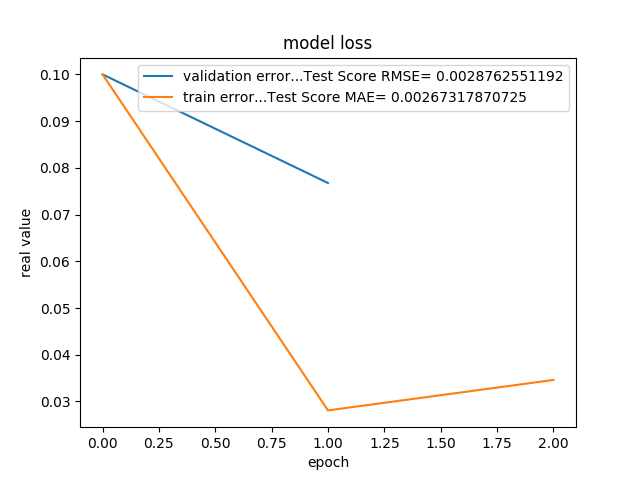 model loss
validation error...Test Score RMSE= 0.0028762551192
train error...Test Score MAE= 0.00267317870725
real value
0.10
0.09
0.08
0.07
0.06
0.05
0.04
0.03
0.00 0.25 0.50 0.75 1.00 1.25 1.50 1.75 2.00
epoch